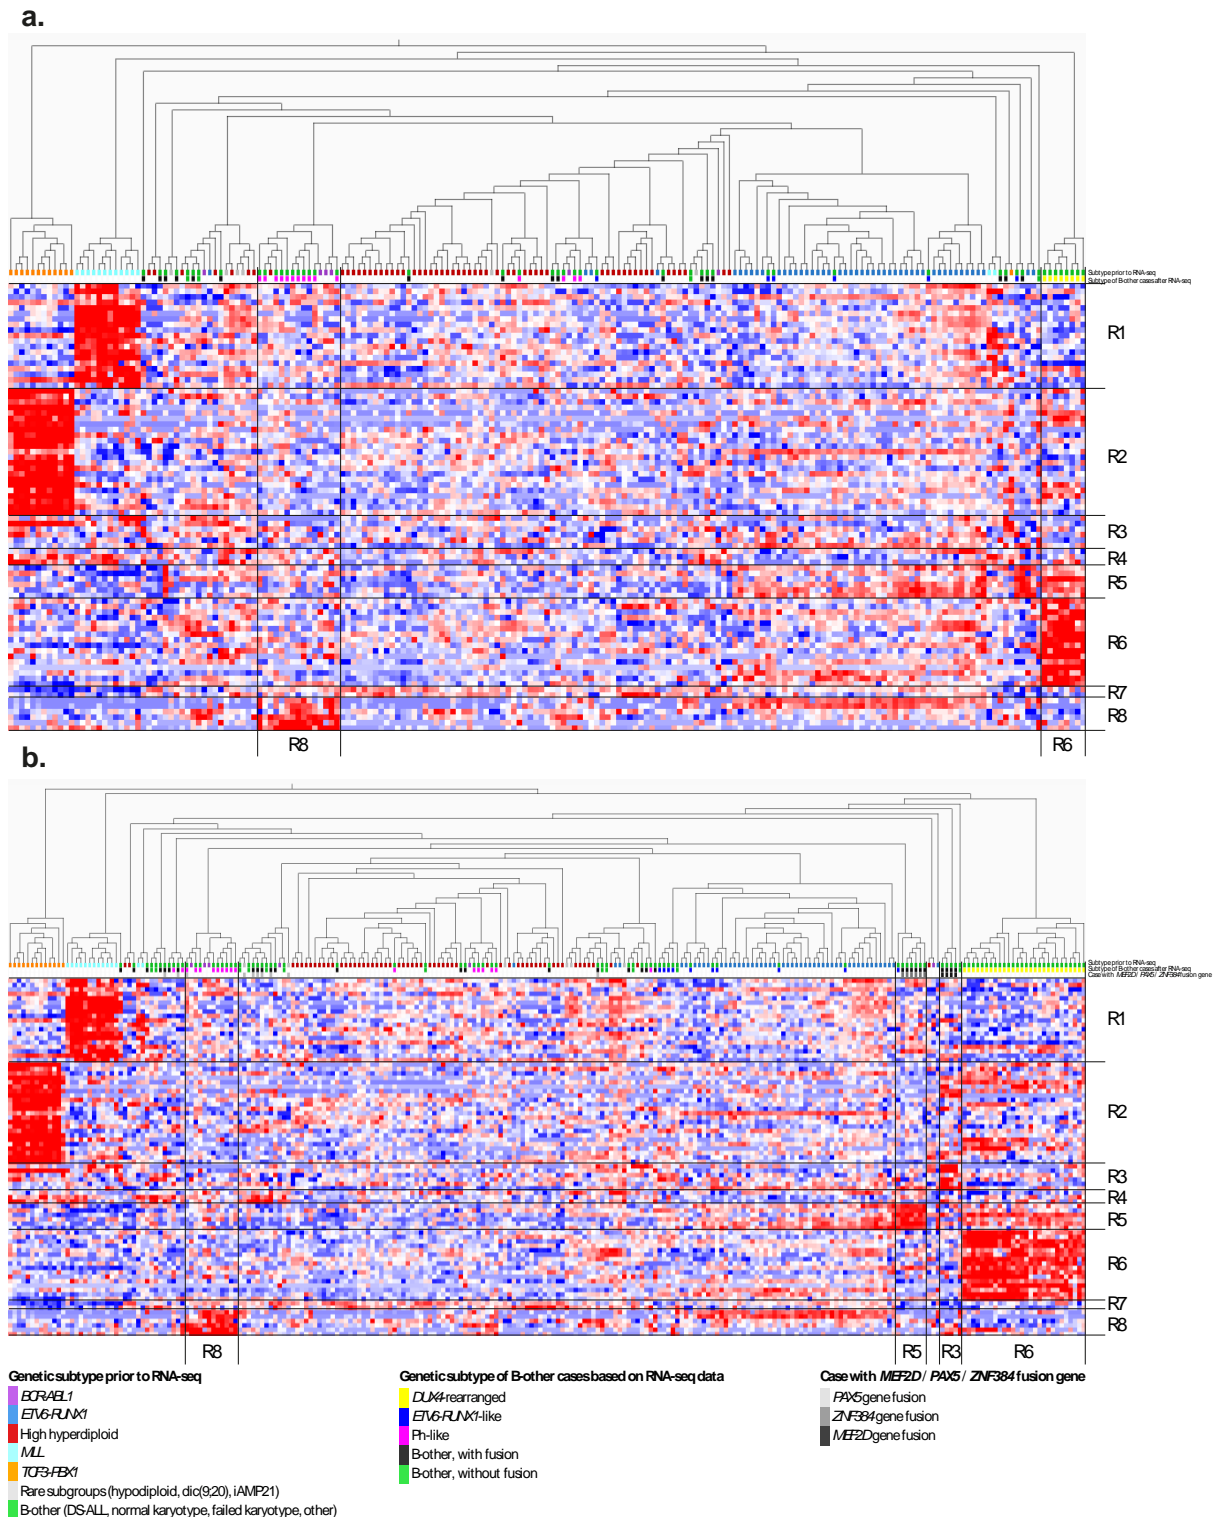 a.
Subtype prior to RNA-seq
Subtype of B-other cases after RNA-seq
R1
R2
R3
R4
R5
R6
R7
R8
R8
R6
b.
Subtype prior to RNA-seq
Subtype of B-other cases after RNA-seq
Case with MEF2D / PAX5 / ZNF384 fusion gene
R1
R2
R3
R4
R5
R6
R7
R8
R8
R5
R3
R6
Genetic subtype prior to RNA-seq
BCR-ABL1
ETV6-RUNX1
High hyperdiploid
MLL
TCF3-PBX1
Rare subgroups (hypodiploid, dic(9;20), iAMP21)
B-other (DS-ALL, normal karyotype, failed karyotype, other)
Genetic subtype of B-other cases based on RNA-seq data
DUX4-rearranged
ETV6-RUNX1-like
Ph-like
B-other, with fusion
B-other, without fusion
Case with MEF2D / PAX5 / ZNF384 fusion gene
PAX5 gene fusion
ZNF384 gene fusion
MEF2D gene fusion